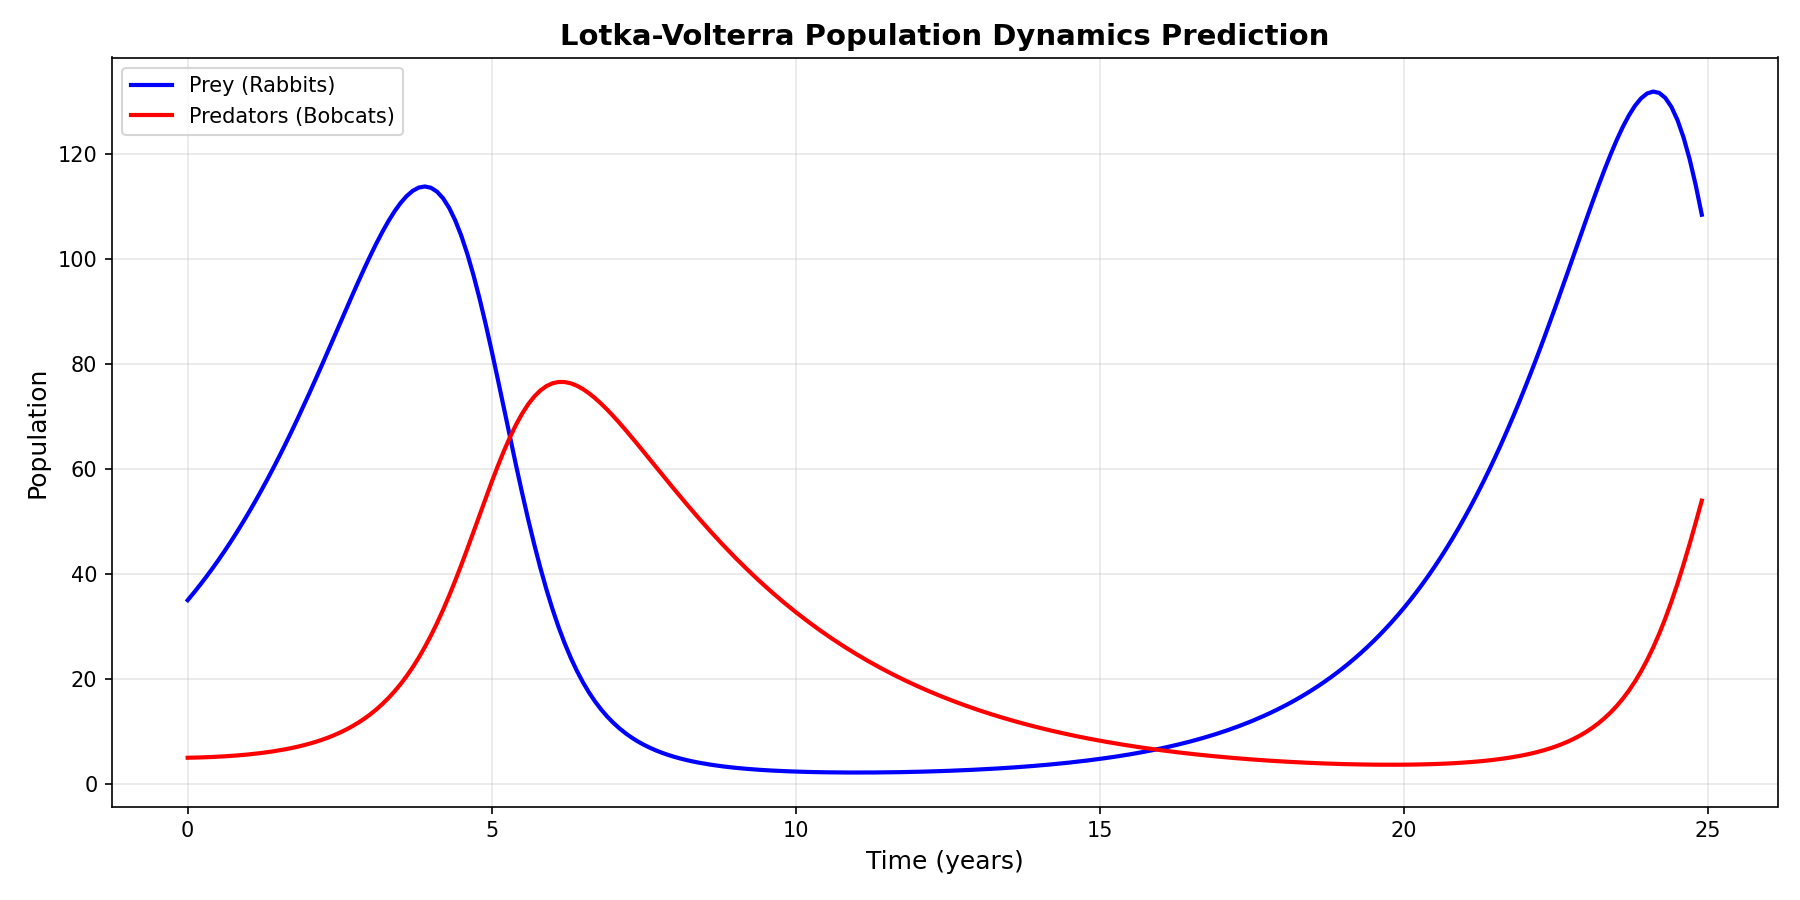 Lotka-Volterra Population Dynamics Prediction
Prey (Rabbits)
Predators (Bobcats)
120
100
80
60
40
20
0
Population
0 5 10 15 20 25
Time (years)